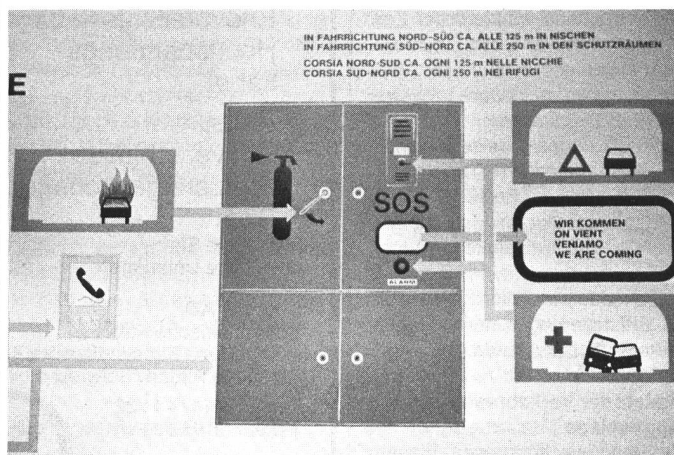 IN FAHRRICHTUNG NORD-SÜD CA. ALLE 125 m IN NISCHEN
IN FAHRRICHTUNG SÜD-NORD CA. ALLE 250 m IN DEN SCHUTZRÄUMEN
CORSIA NORD-SUD CA. OGNI 125 m NELLE NICCHIE
CORSIA SUD-NORD CA. OGNI 250 m NEI RIFUGI
E
SOS
ALARM
WIR KOMMEN
ON VIENT
VENIAMO
WE ARE COMING